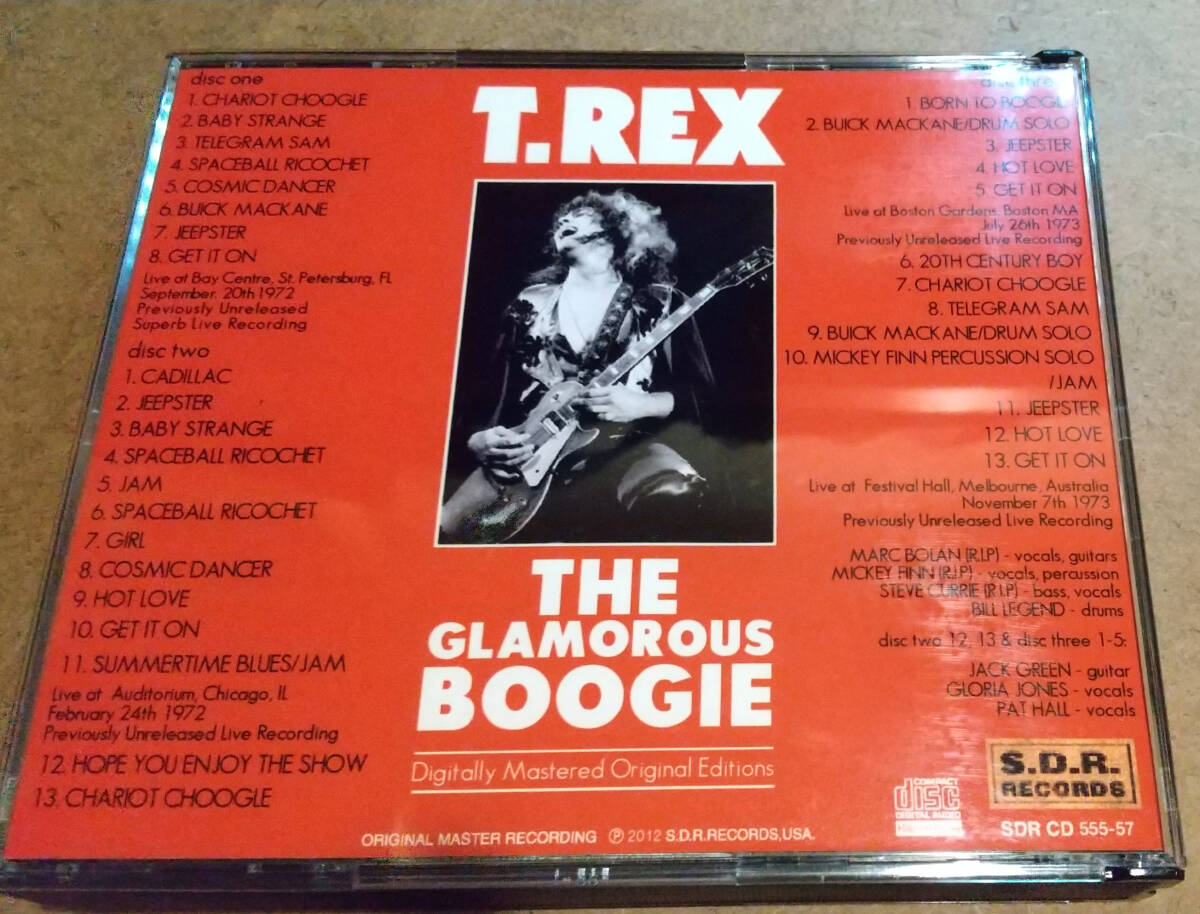 disc one
1. CHARIOT CHOOGLE
2. BABY STRANGE
3. TELEGRAM SAM
4. SPACEBALL RICOCHET
5. COSMIC DANCER
6. BUICK MACKANE
7. JEEPSTER
8. GET IT ON
Live at Bay Centre, St. Petersburg, FL
September. 20th 1972
Previously Unreleased
Superb Live Recording
disc two
1. CADILLAC
2. JEEPSTER
3. BABY STRANGE
4. SPACEBALL RICOCHET
5. JAM
6. SPACEBALL RICOCHET
7. GIRL
8. COSMIC DANCER
9. HOT LOVE
10. GET IT ON
11. SUMMERTIME BLUES/JAM
Live at Auditorium, Chicago, IL
February 24th 1972
Previously Unreleased Live Recording
12. HOPE YOU ENJOY THE SHOW
13. CHARIOT CHOOGLE
T.REX
THE
GLAMOROUS
BOOGIE
Digitally Mastered Original Editions
ORIGINAL MASTER RECORDING ℗ 2012 S.D.R.RECORDS,USA.
disc three
1. BORN TO BOOGIE
2. BUICK MACKANE/DRUM SOLO
3. JEEPSTER
4. HOT LOVE
5. GET IT ON
Live at Boston Gardens, Boston MA
July 26th 1973
Previously Unreleased Live Recording
6. 20TH CENTURY BOY
7. CHARIOT CHOOGLE
8. TELEGRAM SAM
9. BUICK MACKANE/DRUM SOLO
10. MICKEY FINN PERCUSSION SOLO
/JAM
11. JEEPSTER
12. HOT LOVE
13. GET IT ON
Live at Festival Hall, Melbourne, Australia
November 7th 1973
Previously Unreleased Live Recording
MARC BOLAN (R.I.P) - vocals, guitars
MICKEY FINN (R.I.P) - vocals, percussion
STEVE CURRIE (R.I.P) - bass, vocals
BILL LEGEND - drums
disc two 12, 13 & disc three 1-5:
JACK GREEN - guitar
GLORIA JONES - vocals
PAT HALL - vocals
COMPACT
disc
DIGITAL AUDIO
S.D.R.
RECORDS
SDR CD 555-57